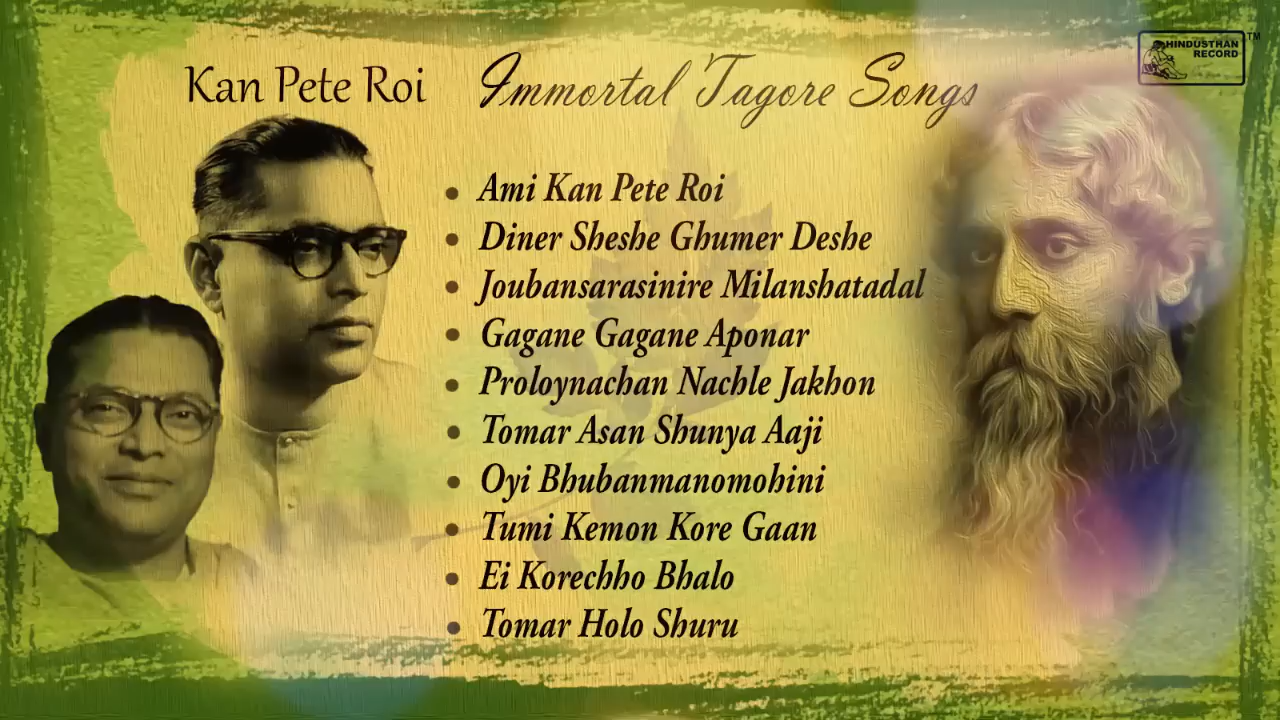 Kan Pete Roi Immortal Tagore Songs
HINDUSTHAN
RECORD
TM
• Ami Kan Pete Roi
• Diner Sheshe Ghumer Deshe
• Joubansarasinire Milanshatadal
• Gagane Gagane Aponar
• Proloynachan Nachle Jakhon
• Tomar Asan Shunya Aaji
• Oyi Bhubanmanomohini
• Tumi Kemon Kore Gaan
• Ei Korechho Bhalo
• Tomar Holo Shuru